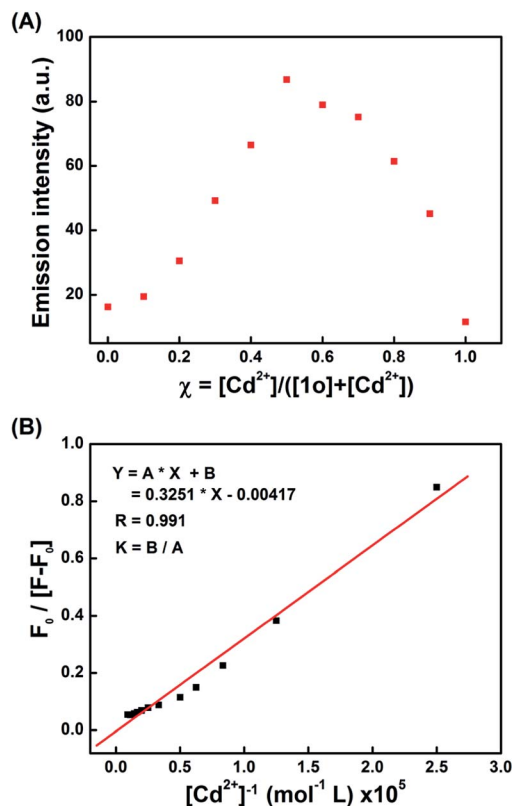 (A)
100
80
60
40
20
Emission intensity (a.u.)
0.0 0.2 0.4 0.6 0.8 1.0
χ = [Cd²⁺]/([1o]+[Cd²⁺])
(B)
1.0
0.8
0.6
0.4
0.2
0.0
F₀ / [F-F₀]
Y = A * X + B
= 0.3251 * X - 0.00417
R = 0.991
K = B / A
0.0 0.5 1.0 1.5 2.0 2.5 3.0
[Cd²⁺]⁻¹ (mol⁻¹ L) x10⁵